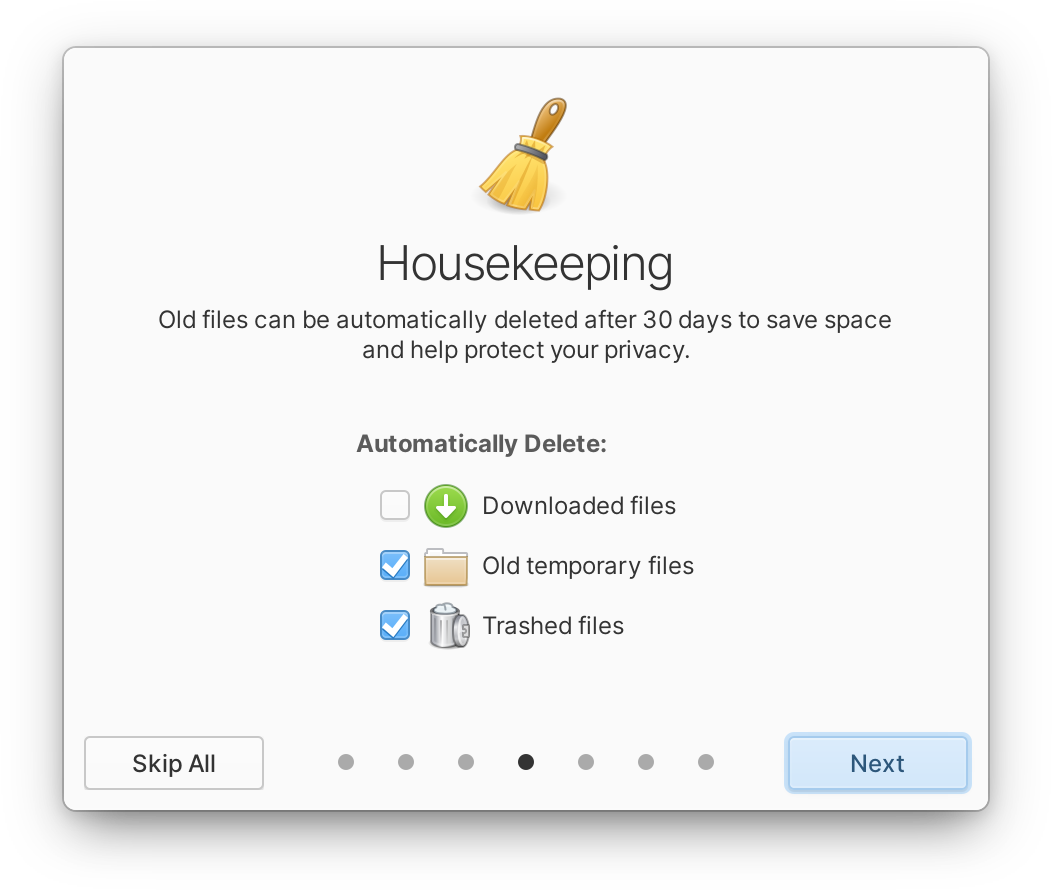 Housekeeping
Old files can be automatically deleted after 30 days to save space
and help protect your privacy.
Automatically Delete:
Downloaded files
Old temporary files
Trashed files
Skip All
Next